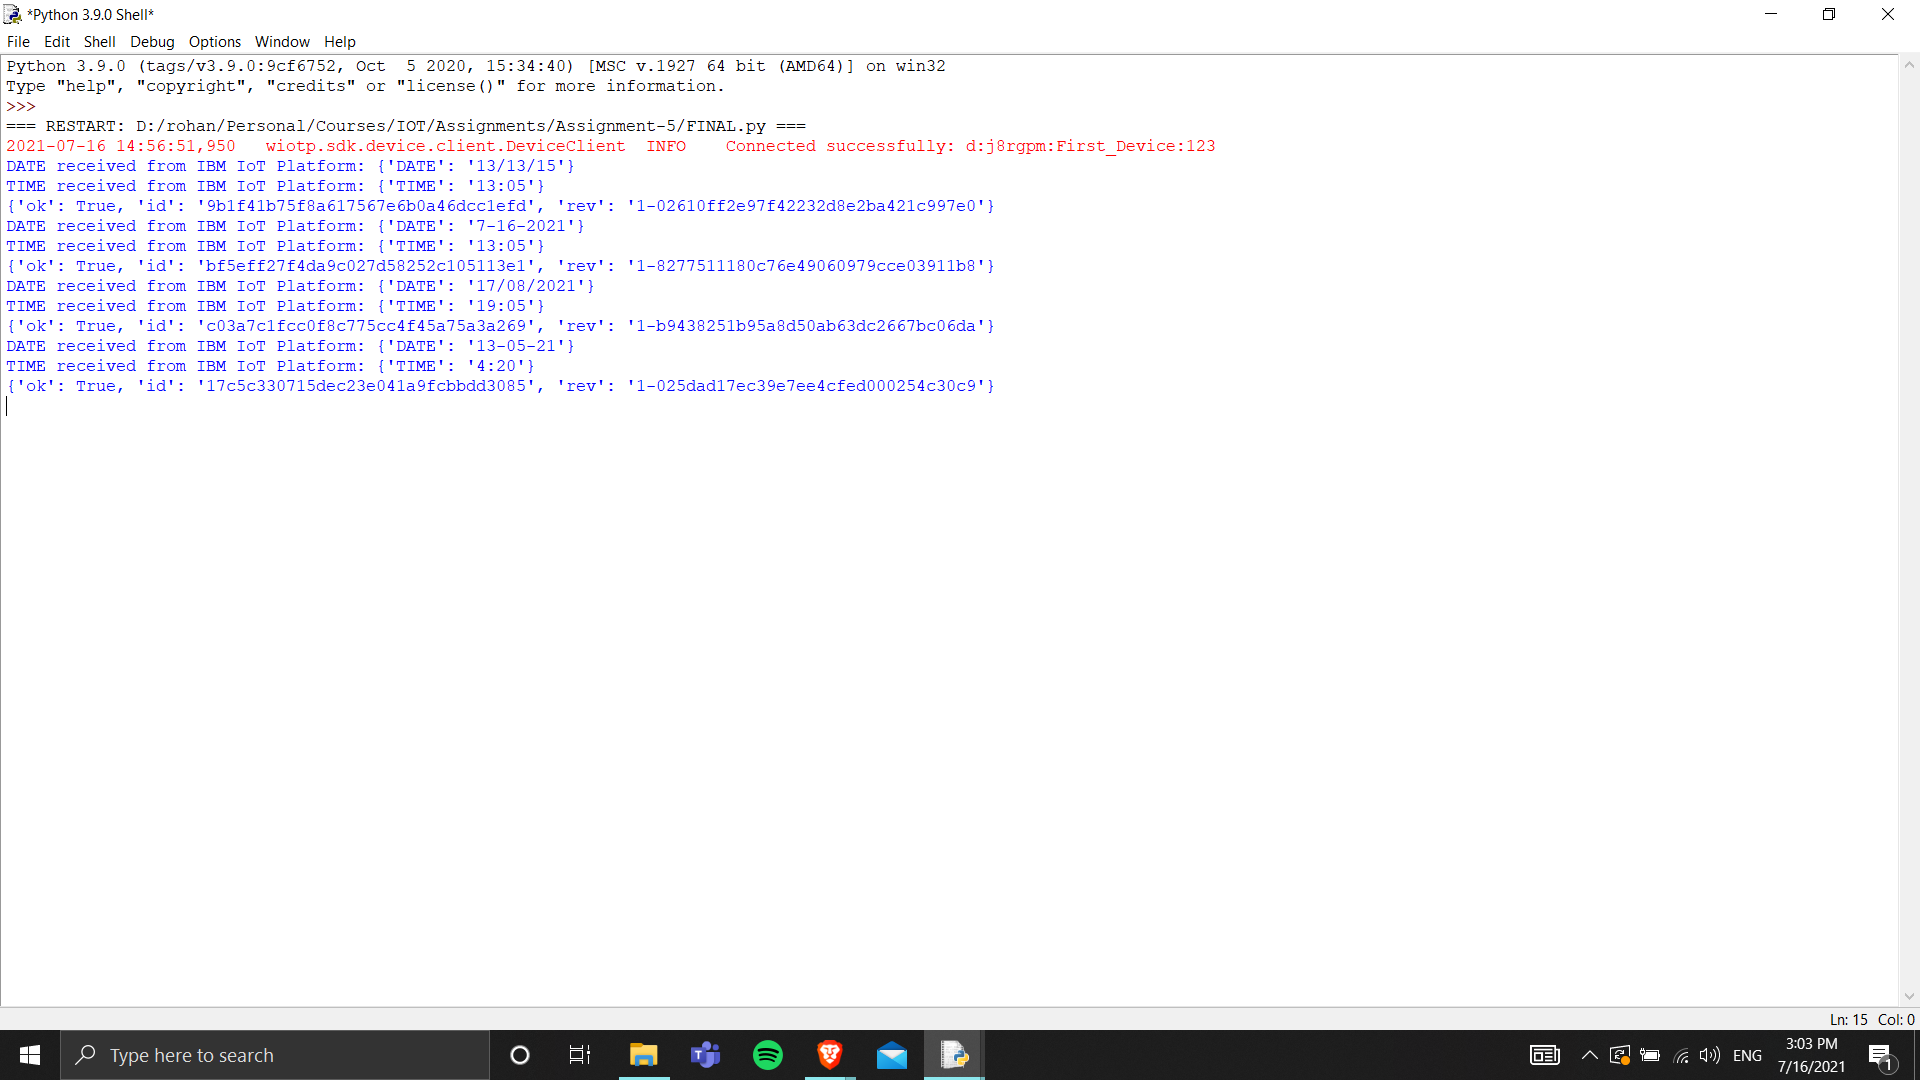 *Python 3.9.0 Shell*
File Edit Shell Debug Options Window Help
Python 3.9.0 (tags/v3.9.0:9cf6752, Oct  5 2020, 15:34:40) [MSC v.1927 64 bit (AMD64)] on win32
Type "help", "copyright", "credits" or "license()" for more information.
>>>
=== RESTART: D:/rohan/Personal/Courses/IOT/Assignments/Assignment-5/FINAL.py ===
2021-07-16 14:56:51,950   wiotp.sdk.device.client.DeviceClient  INFO    Connected successfully: d:j8rgpm:First_Device:123
DATE received from IBM IoT Platform: {'DATE': '13/13/15'}
TIME received from IBM IoT Platform: {'TIME': '13:05'}
{'ok': True, 'id': '9b1f41b75f8a617567e6b0a46dcc1efd', 'rev': '1-02610ff2e97f42232d8e2ba421c997e0'}
DATE received from IBM IoT Platform: {'DATE': '7-16-2021'}
TIME received from IBM IoT Platform: {'TIME': '13:05'}
{'ok': True, 'id': 'bf5eff27f4da9c027d58252c105113e1', 'rev': '1-8277511180c76e49060979cce03911b8'}
DATE received from IBM IoT Platform: {'DATE': '17/08/2021'}
TIME received from IBM IoT Platform: {'TIME': '19:05'}
{'ok': True, 'id': 'c03a7c1fcc0f8c775cc4f45a75a3a269', 'rev': '1-b9438251b95a8d50ab63dc2667bc06da'}
DATE received from IBM IoT Platform: {'DATE': '13-05-21'}
TIME received from IBM IoT Platform: {'TIME': '4:20'}
{'ok': True, 'id': '17c5c330715dec23e041a9fcbbdd3085', 'rev': '1-025dad17ec39e7ee4cfed000254c30c9'}
Ln: 15 Col: 0
Type here to search
ENG
3:03 PM
7/16/2021
1